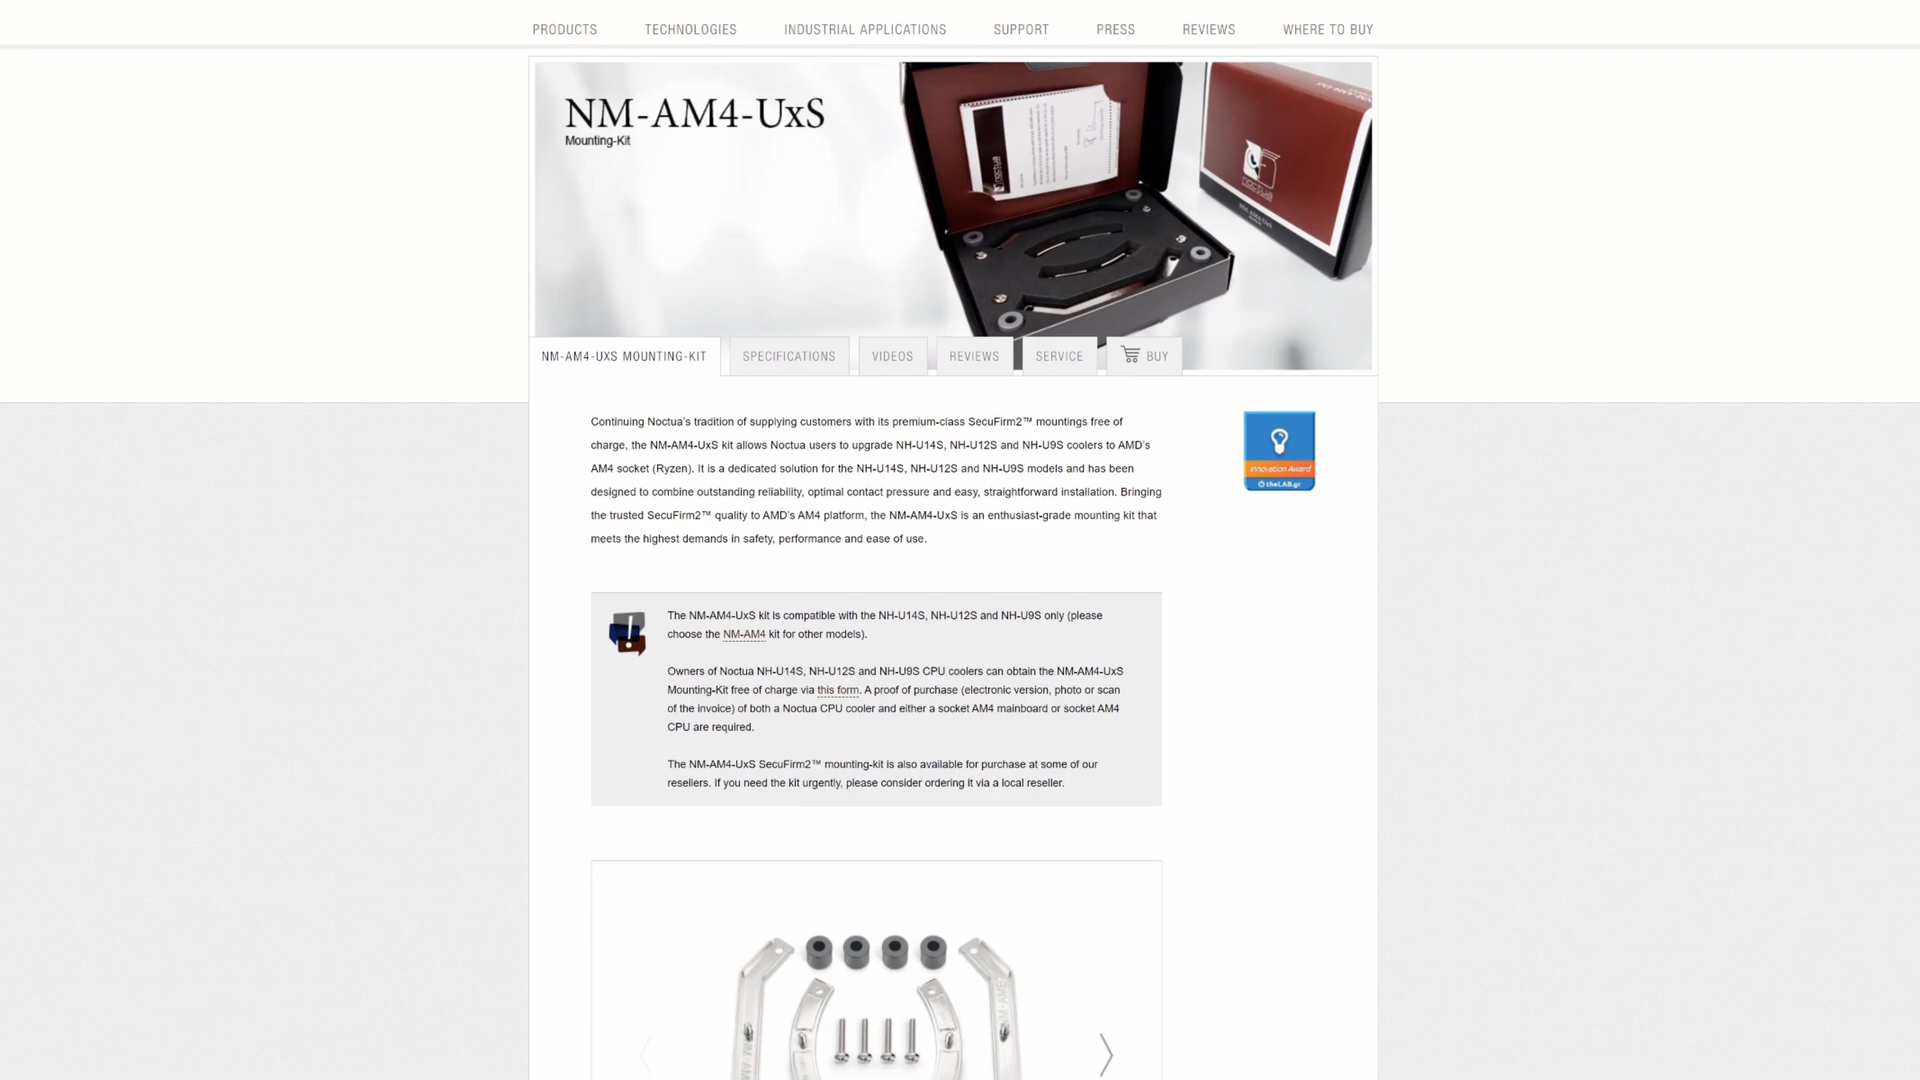 PRODUCTS TECHNOLOGIES INDUSTRIAL APPLICATIONS SUPPORT PRESS REVIEWS WHERE TO BUY
NM-AM4-UxS
Mounting-Kit
noctua
noctua
NM-AM4-UxS
NM-AM4-UXS MOUNTING-KIT SPECIFICATIONS VIDEOS REVIEWS SERVICE BUY
Continuing Noctua’s tradition of supplying customers with its premium-class SecuFirm2™ mountings free of
charge, the NM-AM4-UxS kit allows Noctua users to upgrade NH-U14S, NH-U12S and NH-U9S coolers to AMD’s
AM4 socket (Ryzen). It is a dedicated solution for the NH-U14S, NH-U12S and NH-U9S models and has been
designed to combine outstanding reliability, optimal contact pressure and easy, straightforward installation. Bringing
the trusted SecuFirm2™ quality to AMD’s AM4 platform, the NM-AM4-UxS is an enthusiast-grade mounting kit that
meets the highest demands in safety, performance and ease of use.
Innovation Award
theLAB.gr
The NM-AM4-UxS kit is compatible with the NH-U14S, NH-U12S and NH-U9S only (please
choose the NM-AM4 kit for other models).
Owners of Noctua NH-U14S, NH-U12S and NH-U9S CPU coolers can obtain the NM-AM4-UxS
Mounting-Kit free of charge via this form. A proof of purchase (electronic version, photo or scan
of the invoice) of both a Noctua CPU cooler and either a socket AM4 mainboard or socket AM4
CPU are required.
The NM-AM4-UxS SecuFirm2™ mounting-kit is also available for purchase at some of our
resellers. If you need the kit urgently, please consider ordering it via a local reseller.